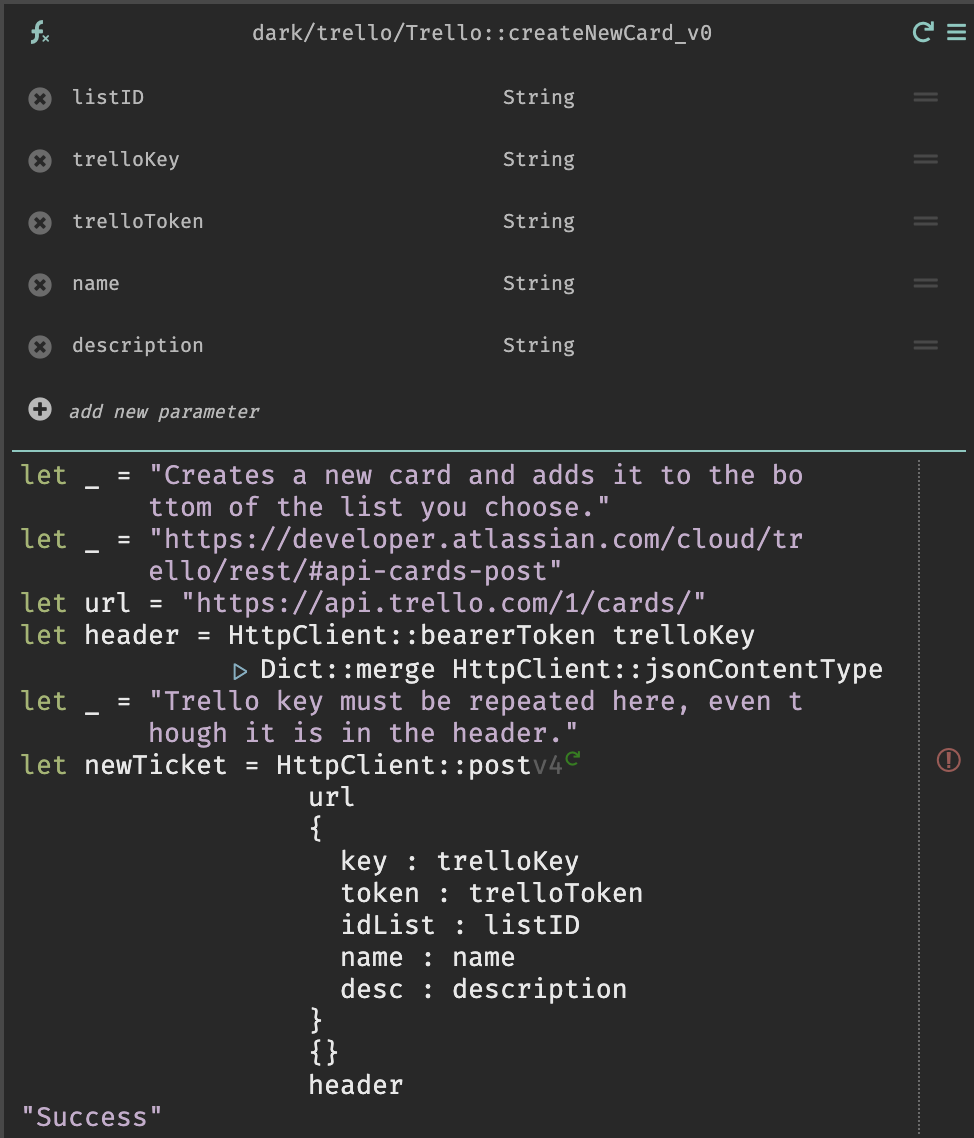 dark/trello/Trello::createNewCard_v0
listID String
trelloKey String
trelloToken String
name String
description String
add new parameter
let _ = "Creates a new card and adds it to the bo
ttom of the list you choose."
let _ = "https://developer.atlassian.com/cloud/tr
ello/rest/#api-cards-post"
let url = "https://api.trello.com/1/cards/"
let header = HttpClient::bearerToken trelloKey
▷ Dict::merge HttpClient::jsonContentType
let _ = "Trello key must be repeated here, even t
hough it is in the header."
let newTicket = HttpClient::postv4
url
{
key : trelloKey
token : trelloToken
idList : listID
name : name
desc : description
}
{}
header
"Success"